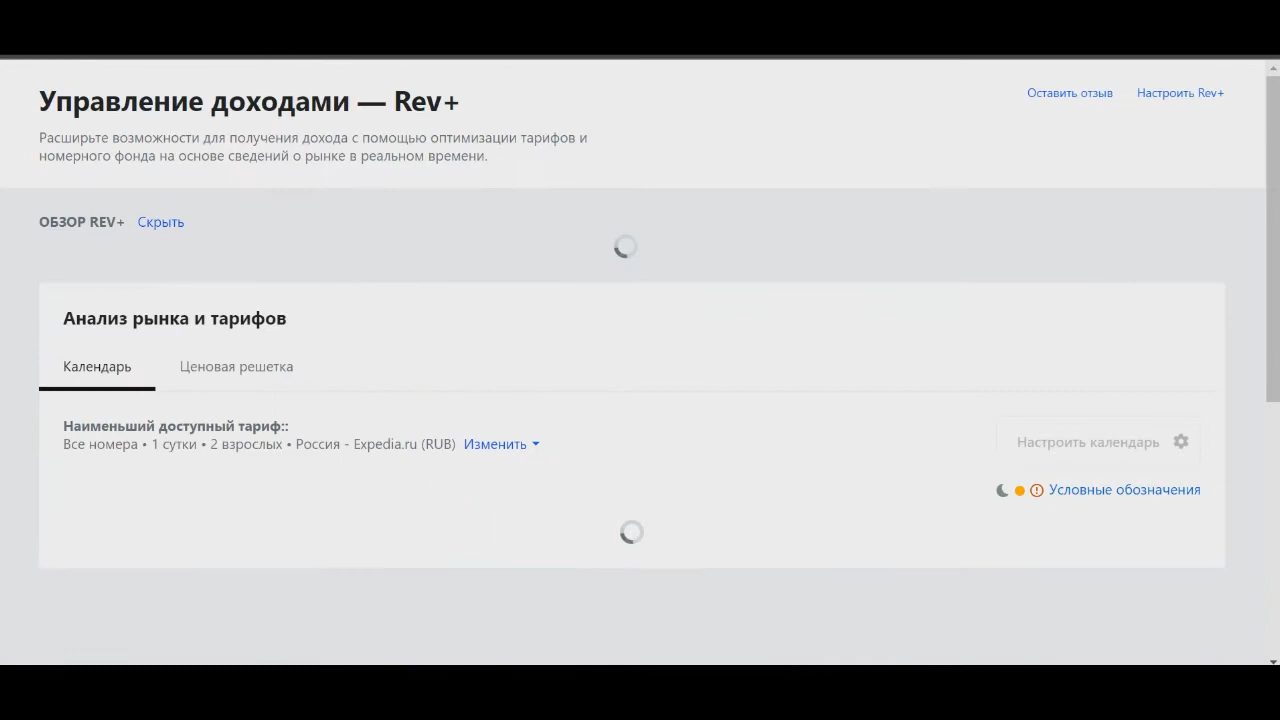 Управление доходами — Rev+
Оставить отзыв
Настроить Rev+
Расширьте возможности для получения дохода с помощью оптимизации тарифов и
номерного фонда на основе сведений о рынке в реальном времени.
ОБЗОР REV+ Скрыть
Анализ рынка и тарифов
Календарь
Ценовая решетка
Наименьший доступный тариф::
Все номера • 1 сутки • 2 взрослых • Россия - Expedia.ru (RUB) Изменить
Настроить календарь
Условные обозначения